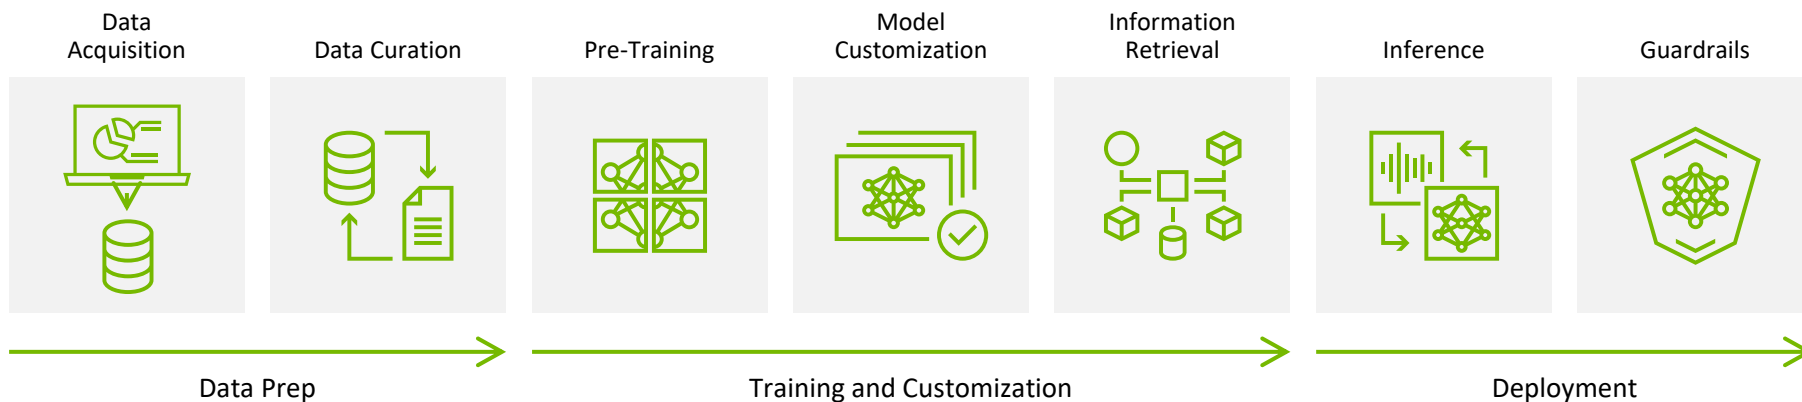 Data
Acquisition
Data Curation
Pre-Training
Model
Customization
Information
Retrieval
Inference
Guardrails
Data Prep
Training and Customization
Deployment